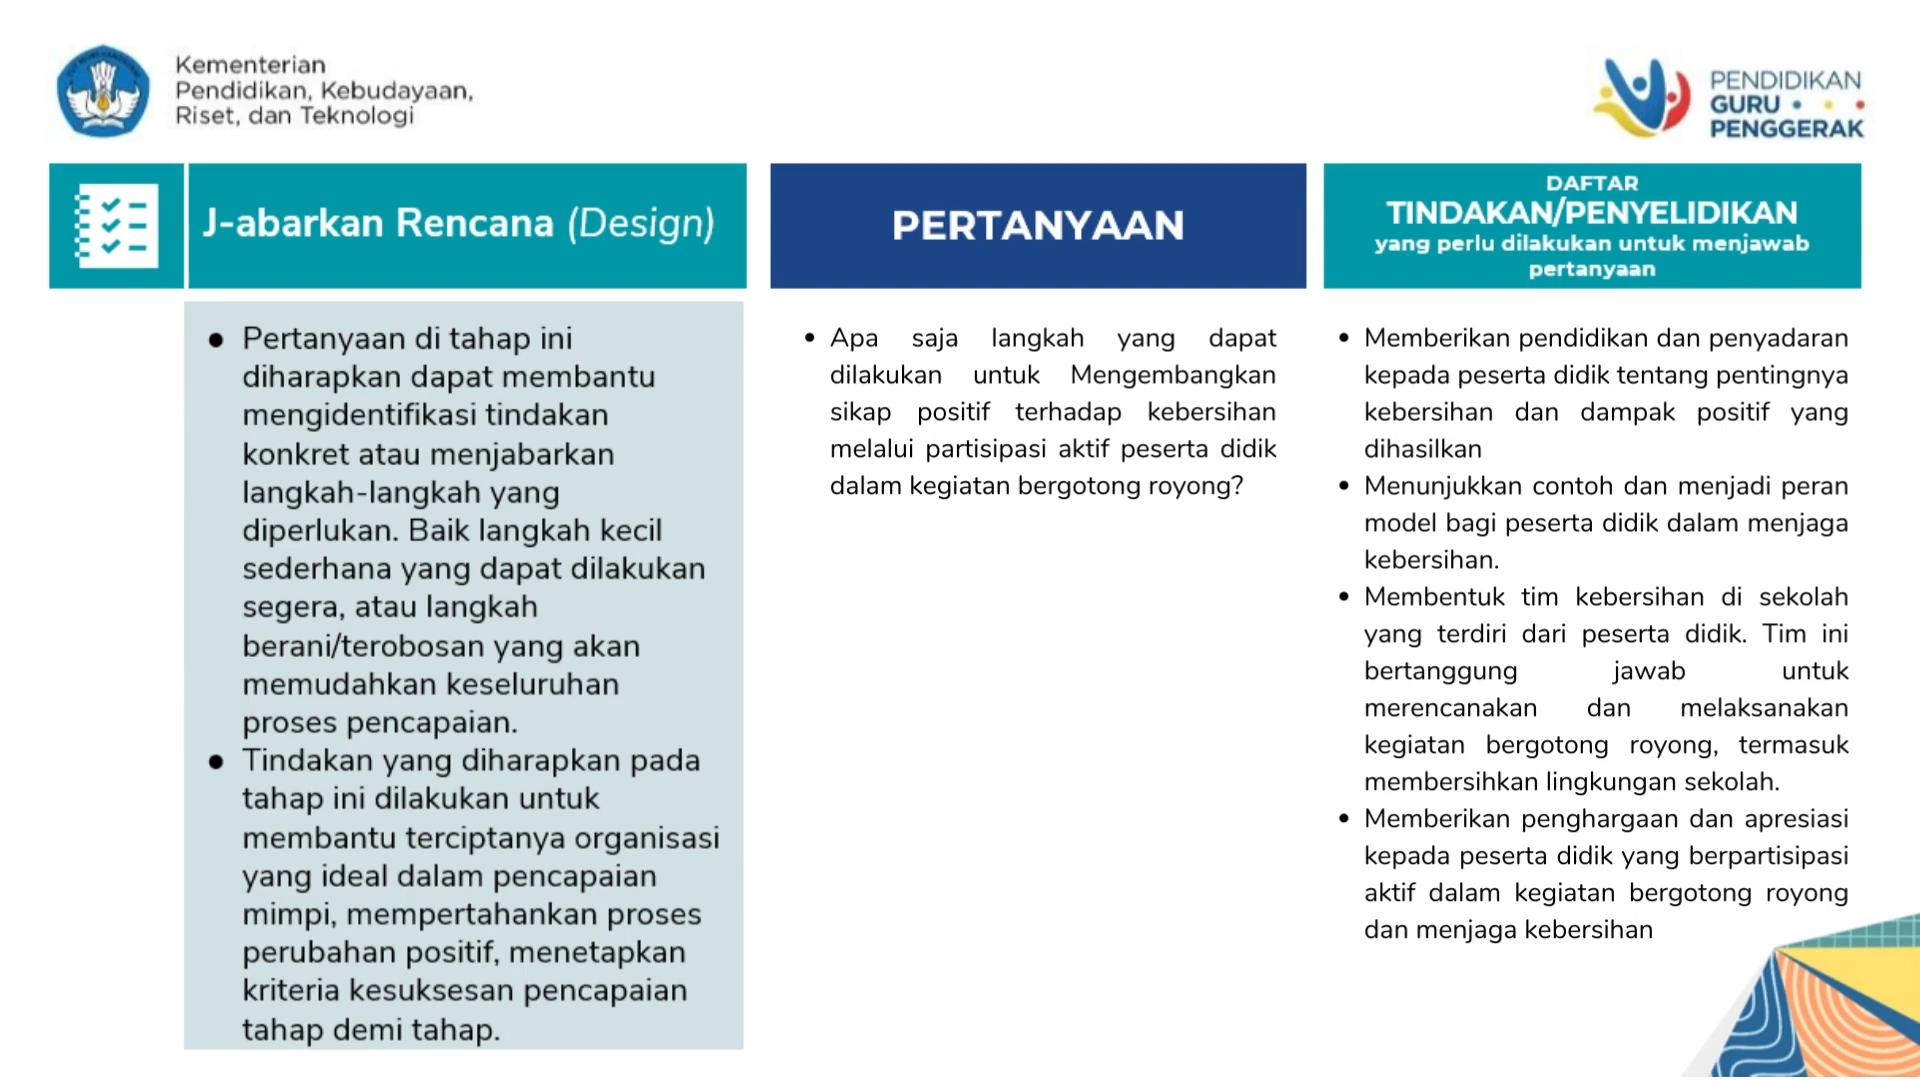 Kementerian
Pendidikan, Kebudayaan,
Riset, dan Teknologi
PENDIDIKAN
GURU
PENGGERAK
J-abarkan Rencana (Design)
● Pertanyaan di tahap ini
diharapkan dapat membantu
mengidentifikasi tindakan
konkret atau menjabarkan
langkah-langkah yang
diperlukan. Baik langkah kecil
sederhana yang dapat dilakukan
segera, atau langkah
berani/terobosan yang akan
memudahkan keseluruhan
proses pencapaian.
● Tindakan yang diharapkan pada
tahap ini dilakukan untuk
membantu terciptanya organisasi
yang ideal dalam pencapaian
mimpi, mempertahankan proses
perubahan positif, menetapkan
kriteria kesuksesan pencapaian
tahap demi tahap.
PERTANYAAN
• Apa saja langkah yang dapat
dilakukan untuk Mengembangkan
sikap positif terhadap kebersihan
melalui partisipasi aktif peserta didik
dalam kegiatan bergotong royong?
DAFTAR
TINDAKAN/PENYELIDIKAN
yang perlu dilakukan untuk menjawab
pertanyaan
• Memberikan pendidikan dan penyadaran
kepada peserta didik tentang pentingnya
kebersihan dan dampak positif yang
dihasilkan
• Menunjukkan contoh dan menjadi peran
model bagi peserta didik dalam menjaga
kebersihan.
• Membentuk tim kebersihan di sekolah
yang terdiri dari peserta didik. Tim ini
bertanggung jawab untuk
merencanakan dan melaksanakan
kegiatan bergotong royong, termasuk
membersihkan lingkungan sekolah.
• Memberikan penghargaan dan apresiasi
kepada peserta didik yang berpartisipasi
aktif dalam kegiatan bergotong royong
dan menjaga kebersihan